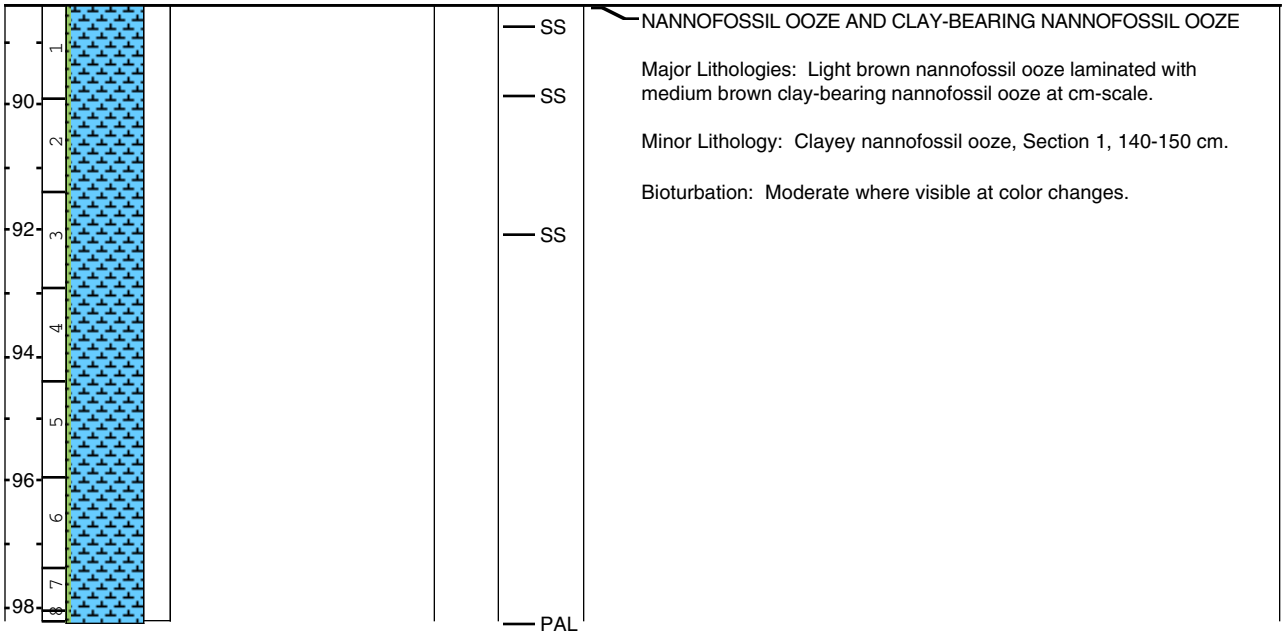 1
SS
NANNOFOSSIL OOZE AND CLAY-BEARING NANNOFOSSIL OOZE
Major Lithologies: Light brown nannofossil ooze laminated with
medium brown clay-bearing nannofossil ooze at cm-scale.
90
SS
2
Minor Lithology: Clayey nannofossil ooze, Section 1, 140-150 cm.
Bioturbation: Moderate where visible at color changes.
92
3
SS
4
94
5
96
6
7
98
8
PAL